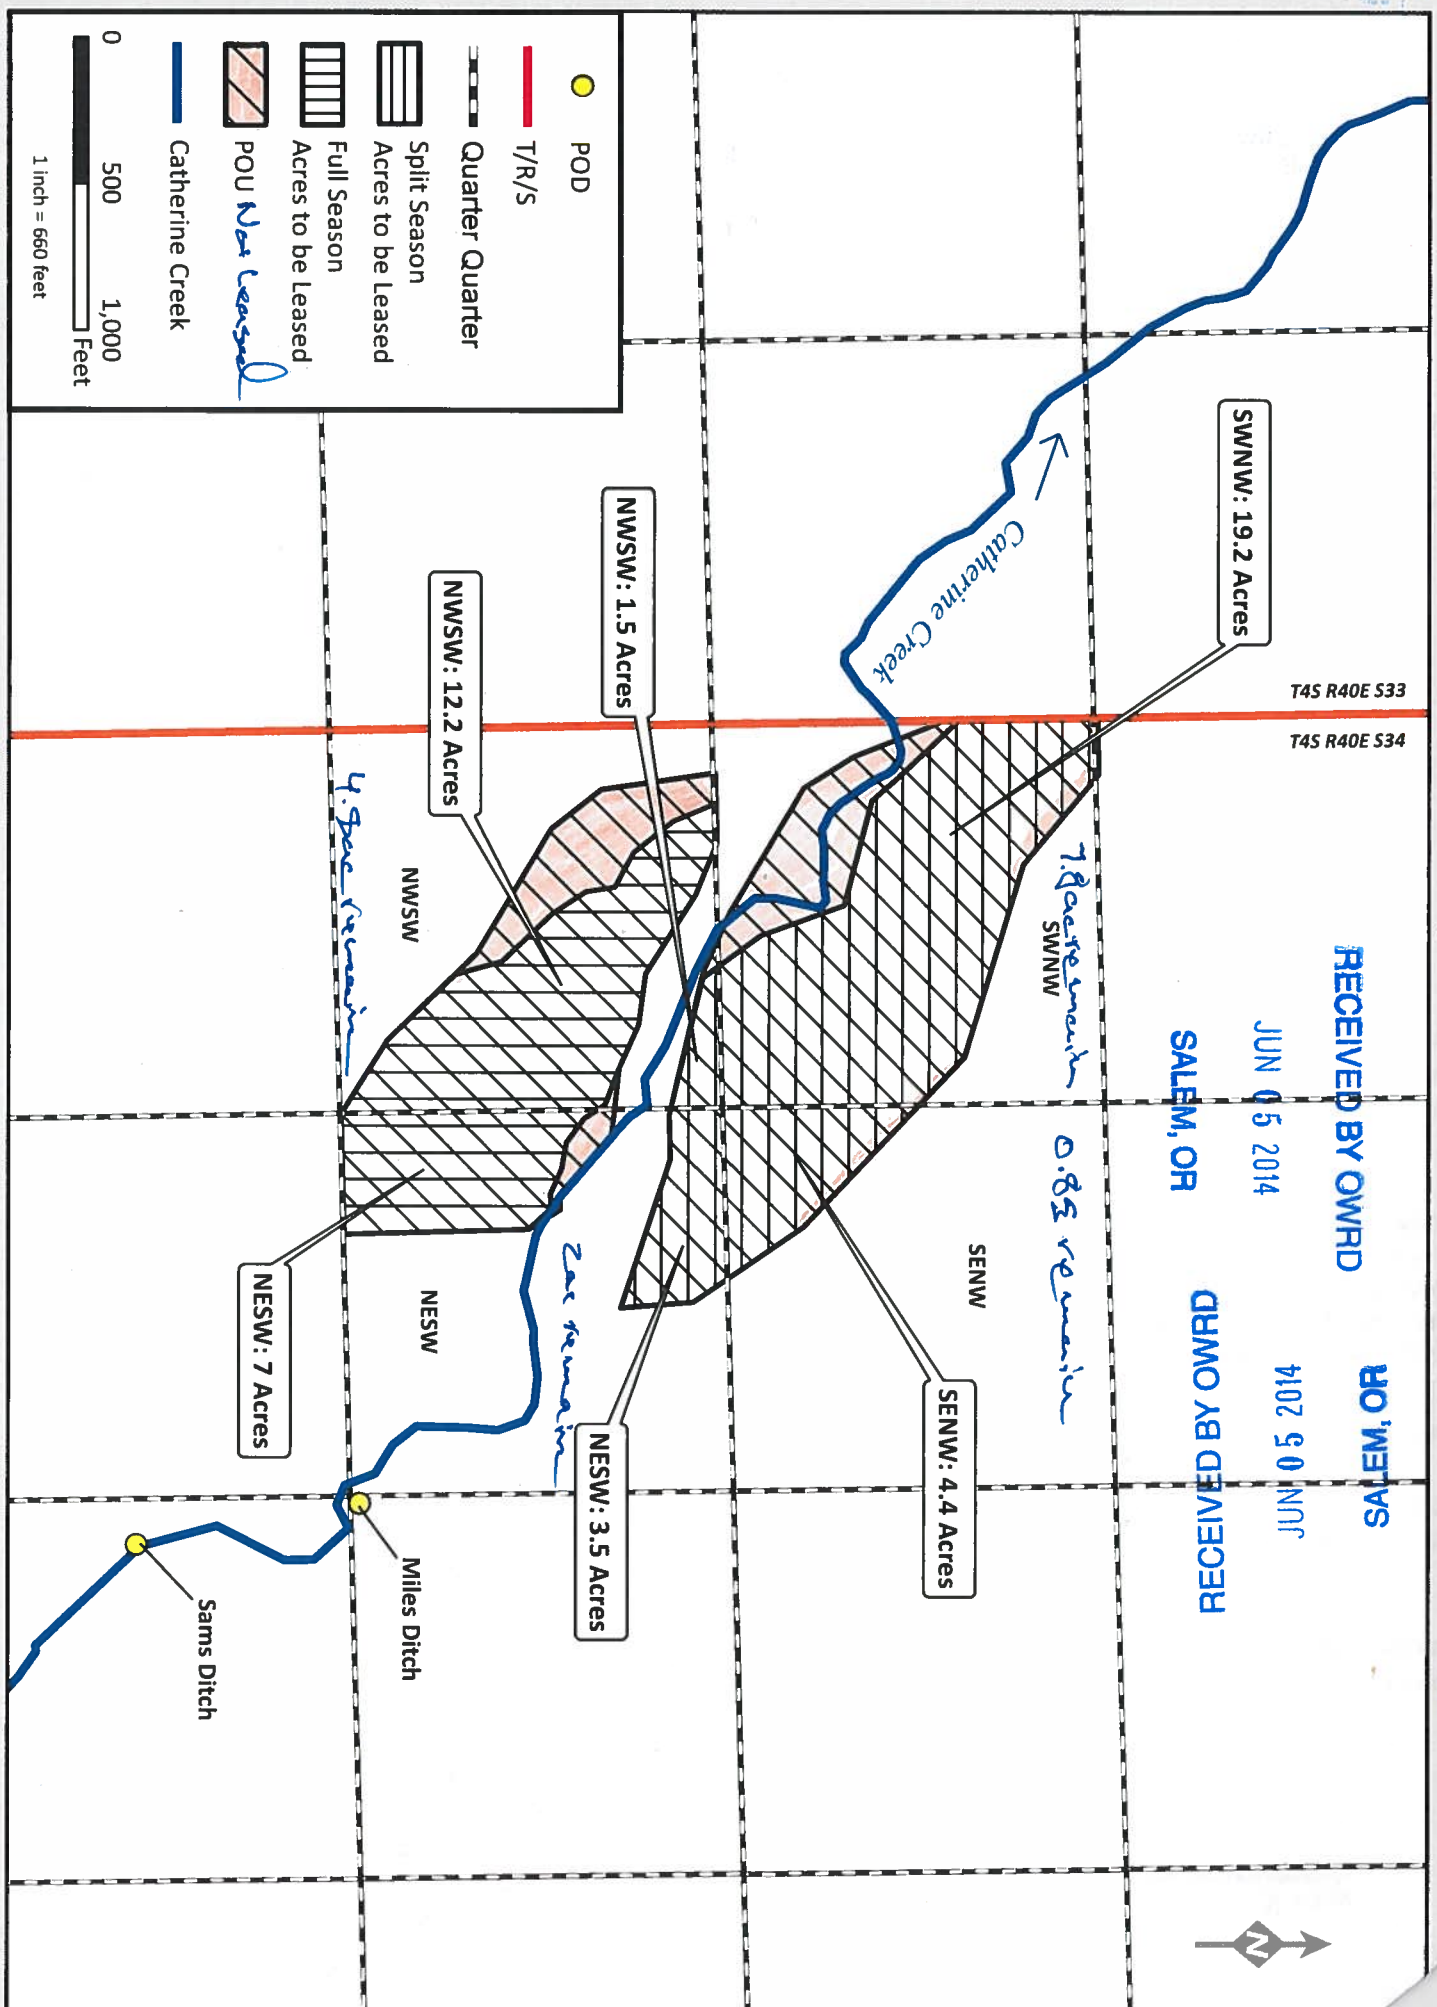 RECEIVED BY OWRD
JUN 05 2014
SALEM, OR
SALEM, OR
JUN 05 2014
RECEIVED BY OWRD
T4S R40E S33
T4S R40E S34
SWNW: 19.2 Acres
SWNW
0.85 remain
SENW
SENW: 4.4 Acres
Catherine Creek
NWSW: 1.5 Acres
NESW: 3.5 Acres
2ac remain
NWSW: 12.2 Acres
NWSW
remain
NESW
NESW: 7 Acres
Miles Ditch
Sams Ditch
N
POD
T/R/S
Quarter Quarter
Split Season
Acres to be Leased
Full Season
Acres to be Leased
POU Not Leased
Catherine Creek
0 500 1,000
Feet
1 inch = 660 feet